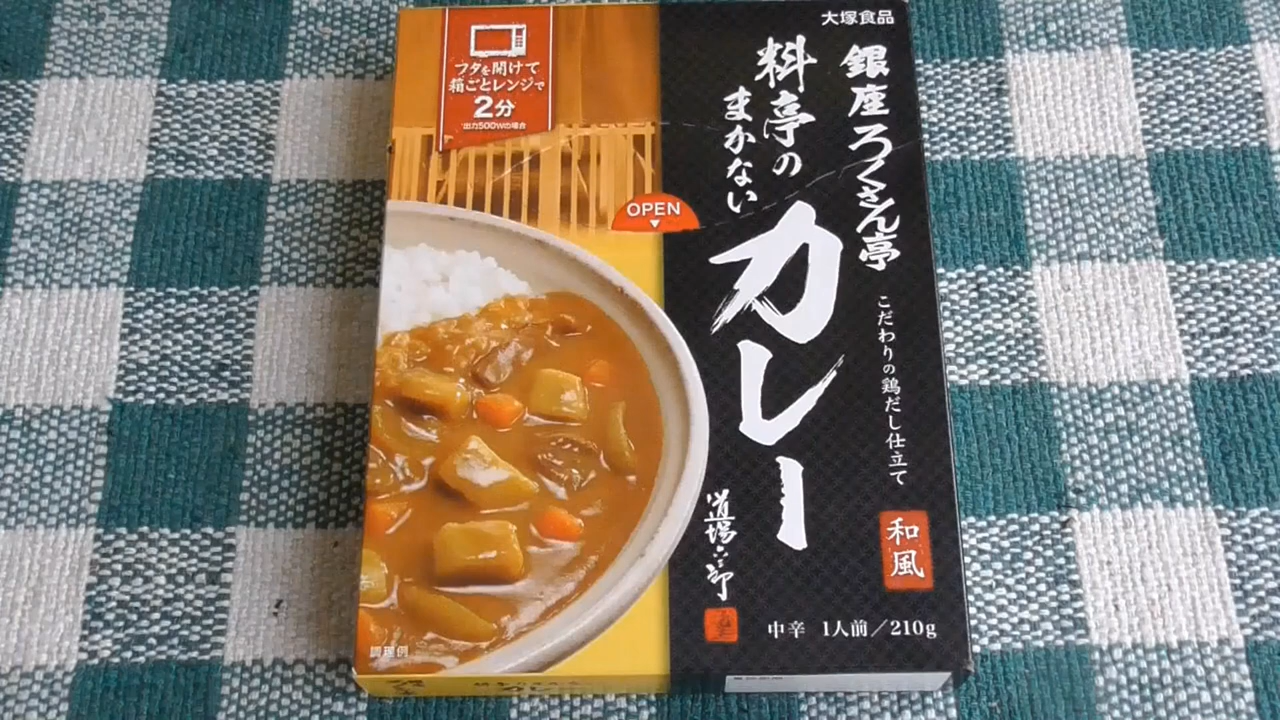 大塚食品
銀座ろくさん亭
料亭の
まかない
カレー
こだわりの鶏だし仕立て
和風
道場六三郎
中辛 1人前/210g
フタを開けて
箱ごとレンジで
2分
*出力500Wの場合
OPEN
調理例
カレー